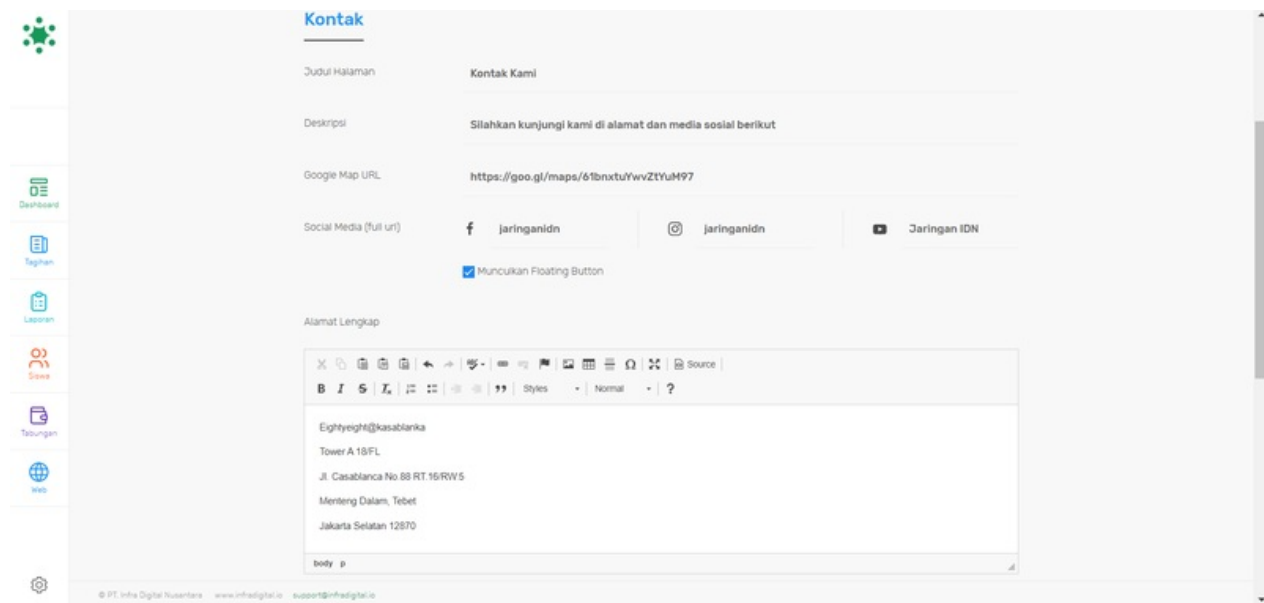 Kontak
Judul Halaman
Kontak Kami
Deskripsi
Silahkan kunjungi kami di alamat dan media sosial berikut
Google Map URL
https://goo.gl/maps/61bnxtuYwvZtYuM97
Social Media (full url)
jaringanidn
jaringanidn
Jaringan IDN
Munculkan Floating Button
Alamat Lengkap
Source
B I S Tx
Styles
Normal
?
Eightyeight@kasablanka
Tower A 18/FL
Jl. Casablanca No.88 RT.16/RW.5
Menteng Dalam, Tebet
Jakarta Selatan 12870
body p
Dashboard
Tagihan
Laporan
Siswa
Tabungan
Web
© PT. Infra Digital Nusantara www.infradigital.io support@infradigital.io